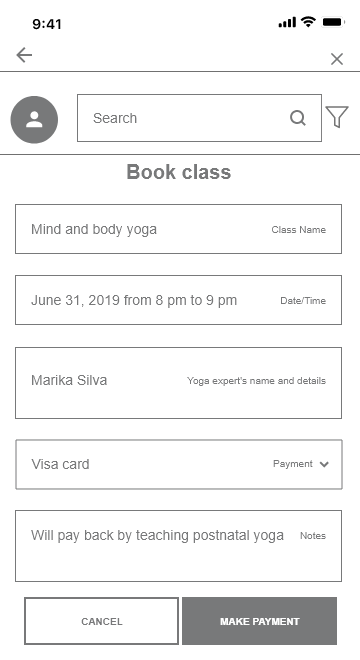 9:41
Search
Book class
Mind and body yoga Class Name
June 31, 2019 from 8 pm to 9 pm Date/Time
Marika Silva Yoga expert's name and details
Visa card Payment
Will pay back by teaching postnatal yoga Notes
CANCEL MAKE PAYMENT